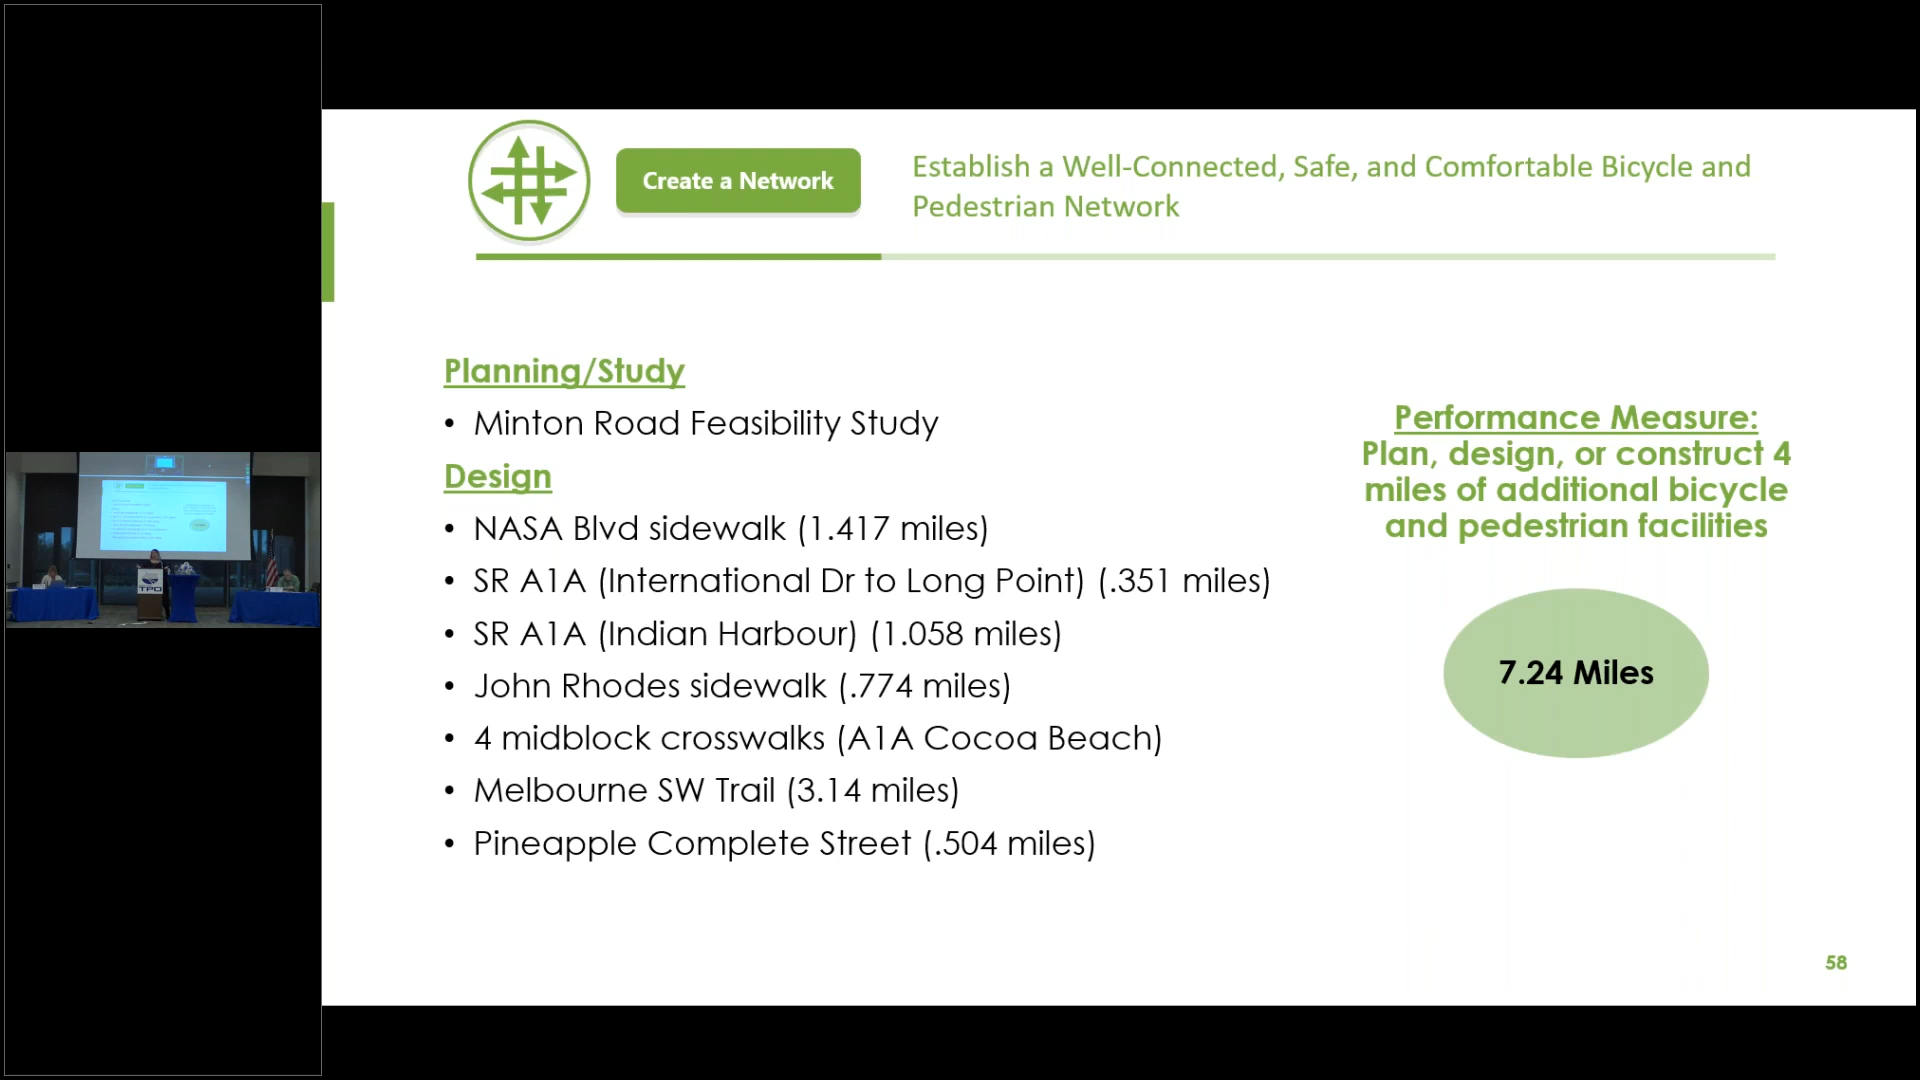 Create a Network
Establish a Well-Connected, Safe, and Comfortable Bicycle and
Pedestrian Network
Planning/Study
• Minton Road Feasibility Study
Design
• NASA Blvd sidewalk (1.417 miles)
• SR A1A (International Dr to Long Point) (.351 miles)
• SR A1A (Indian Harbour) (1.058 miles)
• John Rhodes sidewalk (.774 miles)
• 4 midblock crosswalks (A1A Cocoa Beach)
• Melbourne SW Trail (3.14 miles)
• Pineapple Complete Street (.504 miles)
Performance Measure:
Plan, design, or construct 4
miles of additional bicycle
and pedestrian facilities
7.24 Miles
58
TPO